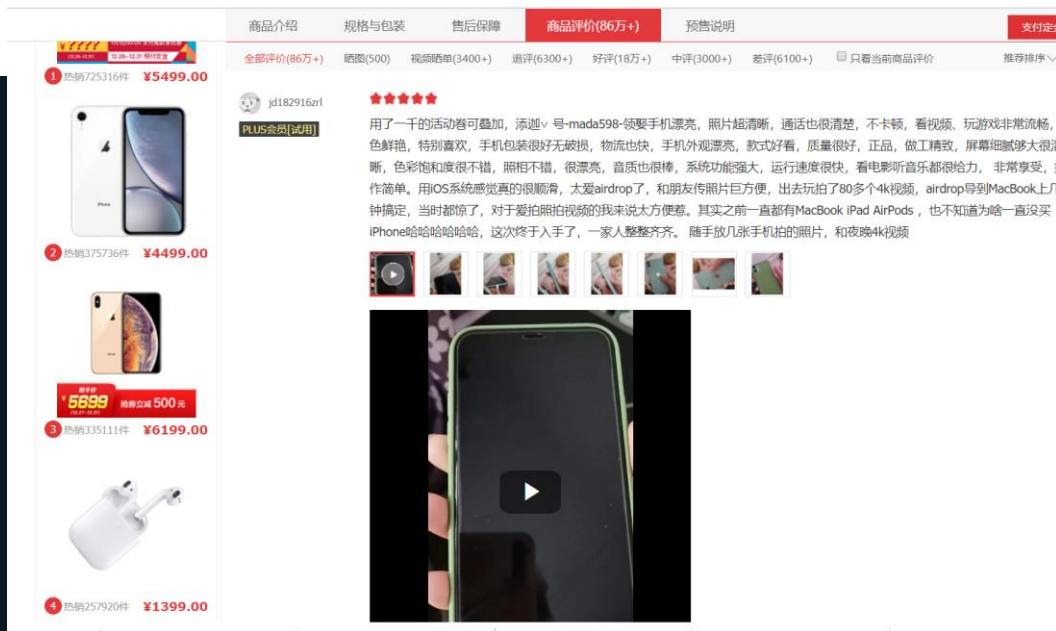 商品介绍 规格与包装 售后保障 商品评价(86万+) 预售说明 支付定金
全部评价(86万+) 晒图(500) 视频晒单(3400+) 追评(6300+) 好评(18万+) 中评(3000+) 差评(6100+) 只看当前商品评价 推荐排序
1 热销725316件 ¥5499.00
2 热销375736件 ¥4499.00
到手价
¥5699 抢券立减500元
3 热销335111件 ¥6199.00
4 热销257920件 ¥1399.00
jd182916zrl
PLUS会员[试用]
用了一千的活动卷可叠加，添迦∨ 号-mada598-领娶手机漂亮，照片超清晰，通话也很清楚，不卡顿，看视频、玩游戏非常流畅，
色鲜艳，特别喜欢，手机包装很好无破损，物流也快，手机外观漂亮，款式好看，质量很好，正品，做工精致，屏幕细腻够大很清
晰，色彩饱和度很不错，照相不错，很漂亮，音质也很棒，系统功能强大，运行速度很快，看电影听音乐都很给力， 非常享受，
作简单。用iOS系统感觉真的很顺滑，太爱airdrop了，和朋友传照片巨方便，出去玩拍了80多个4k视频，airdrop导到MacBook上几
钟搞定，当时都惊了，对于爱拍照拍视频的我来说太方便惹。其实之前一直都有MacBook iPad AirPods ，也不知道为啥一直没买
iPhone哈哈哈哈哈哈，这次终于入手了，一家人整整齐齐。 随手放几张手机拍的照片，和夜晚4k视频